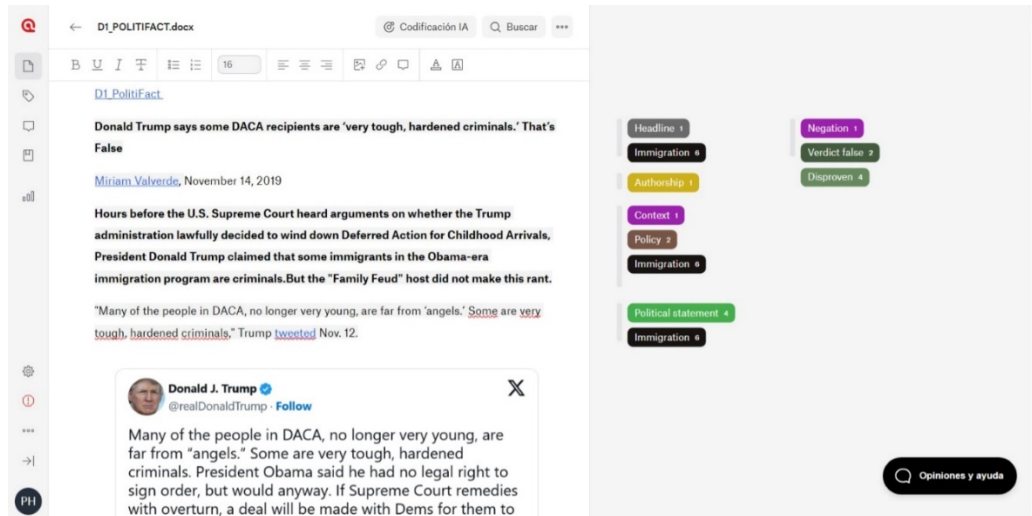 D1_POLITIFACT.docx
Codificación IA
Buscar
B U I T
16
D1_PolitiFact
Donald Trump says some DACA recipients are ‘very tough, hardened criminals.’ That’s
False
Miriam Valverde, November 14, 2019
Hours before the U.S. Supreme Court heard arguments on whether the Trump
administration lawfully decided to wind down Deferred Action for Childhood Arrivals,
President Donald Trump claimed that some immigrants in the Obama-era
immigration program are criminals.But the "Family Feud" host did not make this rant.
"Many of the people in DACA, no longer very young, are far from ‘angels.’ Some are very
tough, hardened criminals," Trump tweeted Nov. 12.
Donald J. Trump
@realDonaldTrump · Follow
Many of the people in DACA, no longer very young, are
far from “angels.” Some are very tough, hardened
criminals. President Obama said he had no legal right to
sign order, but would anyway. If Supreme Court remedies
with overturn, a deal will be made with Dems for them to
Headline 1
Immigration 6
Authorship 1
Context 1
Policy 2
Immigration 6
Political statement 4
Immigration 6
Negation 1
Verdict false 2
Disproven 4
Opiniones y ayuda
PH